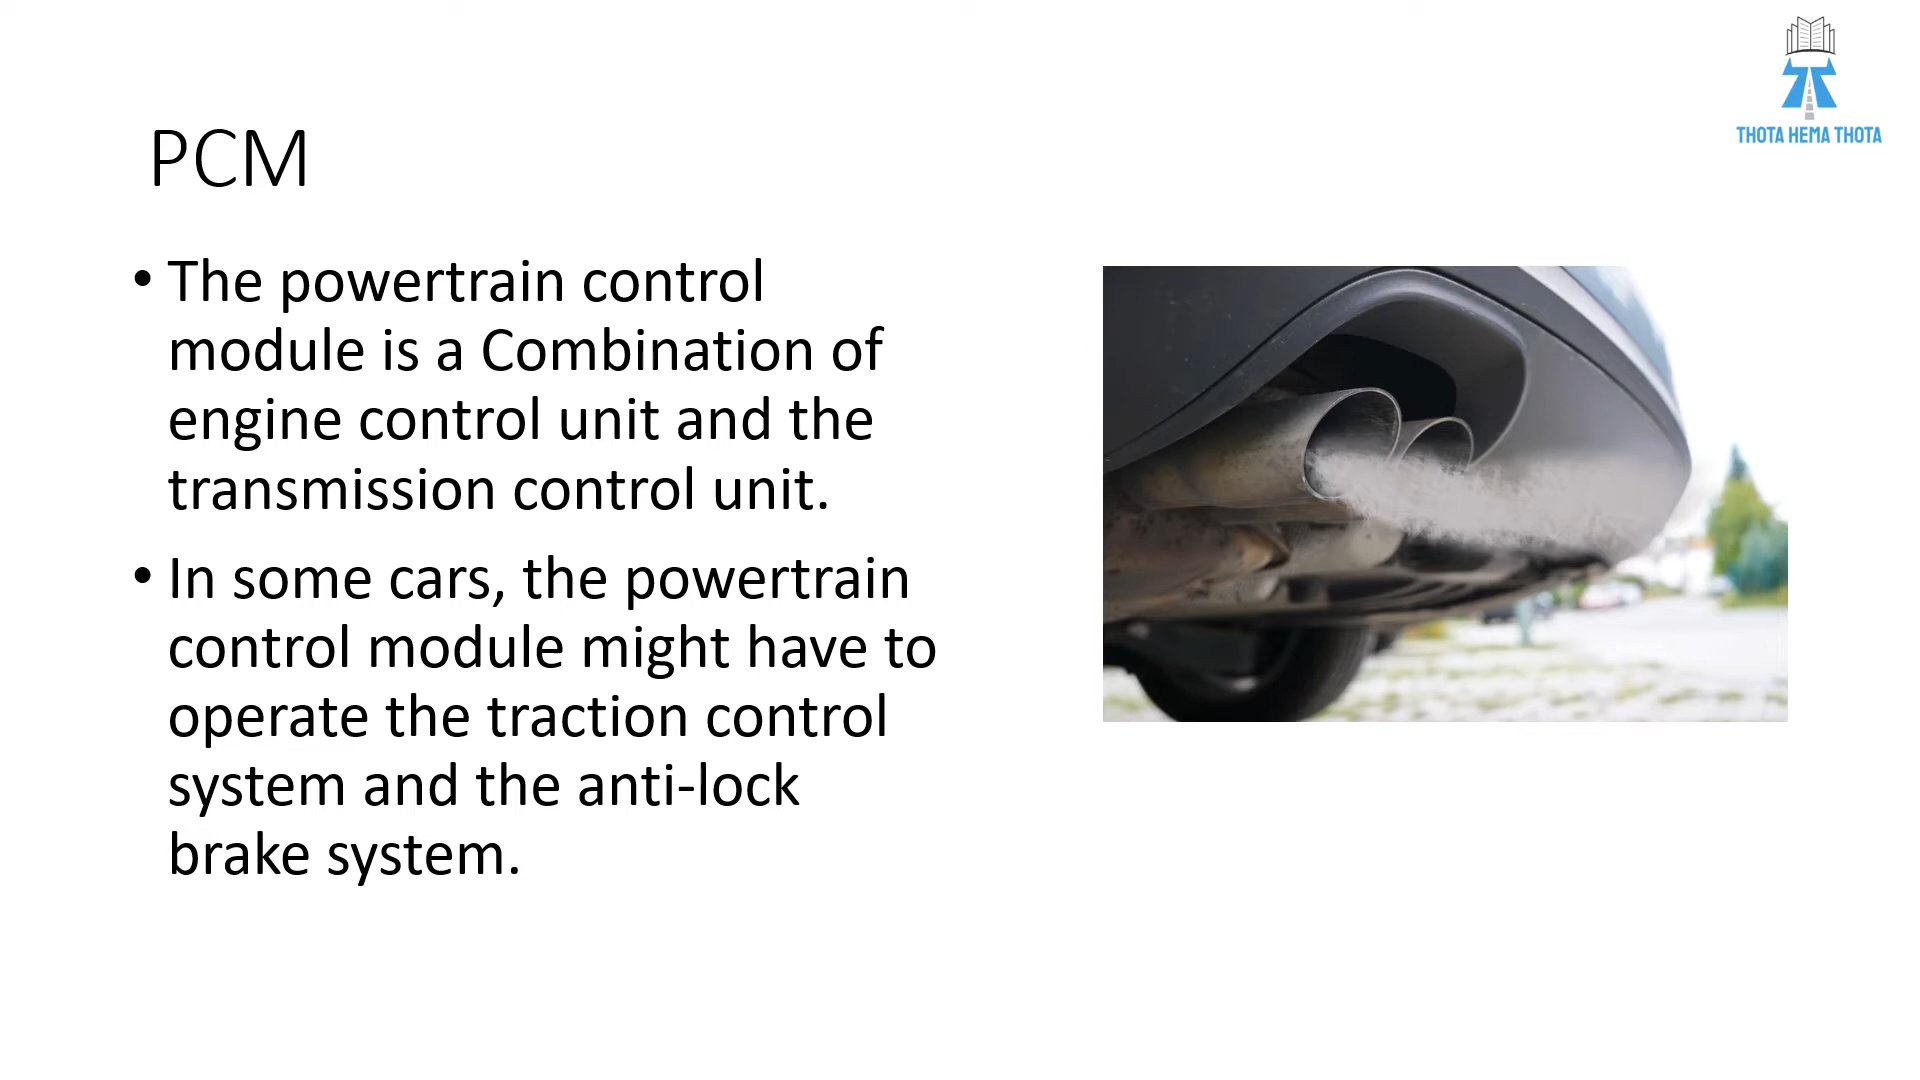 THOTA HEMA THOTA
PCM
• The powertrain control
module is a Combination of
engine control unit and the
transmission control unit.
• In some cars, the powertrain
control module might have to
operate the traction control
system and the anti-lock
brake system.